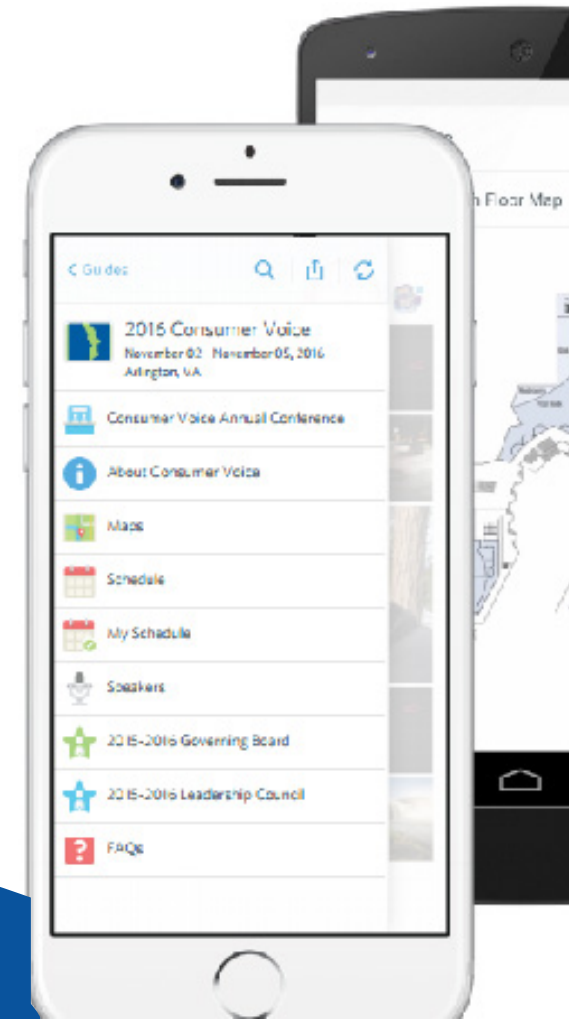 < Guides
2016 Consumer Voice
November 02 - November 05, 2016
Arlington, VA
Consumer Voice Annual Conference
About Consumer Voice
Maps
Schedule
My Schedule
Speakers
2015-2016 Governing Board
2015-2016 Leadership Council
FAQs
Floor Map